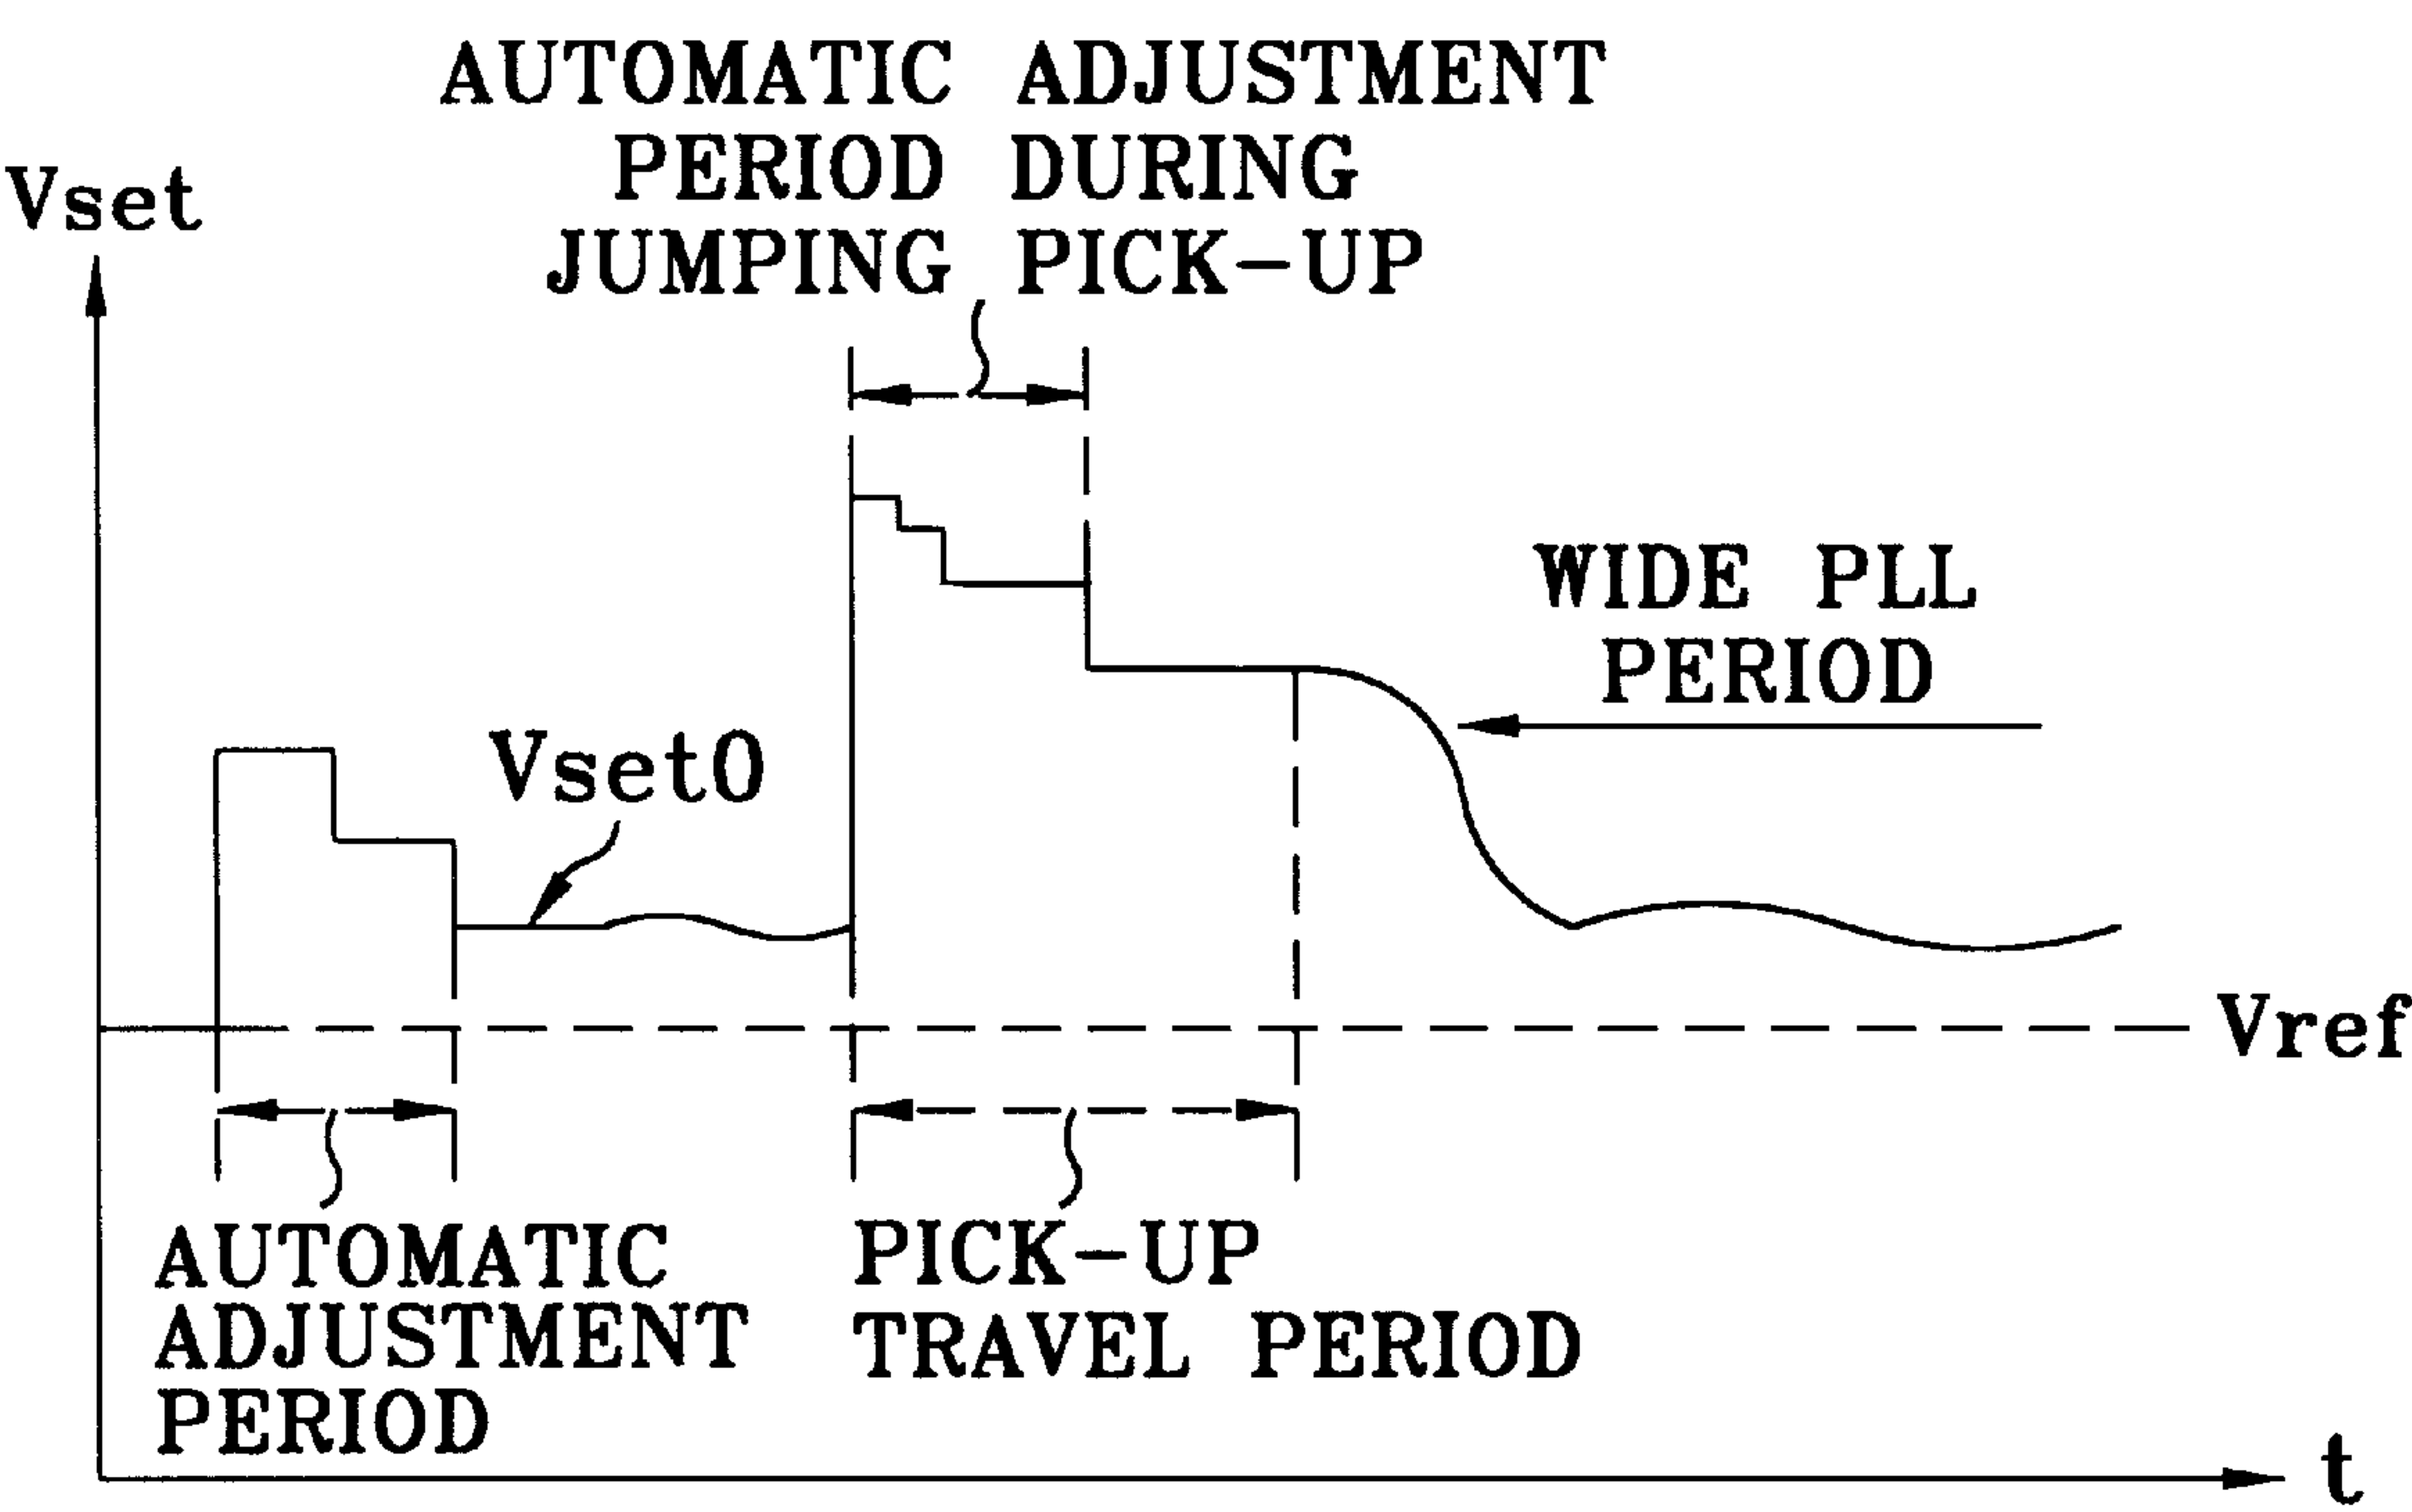 AUTOMATIC ADJUSTMENT
PERIOD DURING
JUMPING PICK-UP
Vset
WIDE PLL
PERIOD
Vset0
Vref
AUTOMATIC
ADJUSTMENT
PERIOD
PICK-UP
TRAVEL PERIOD
t